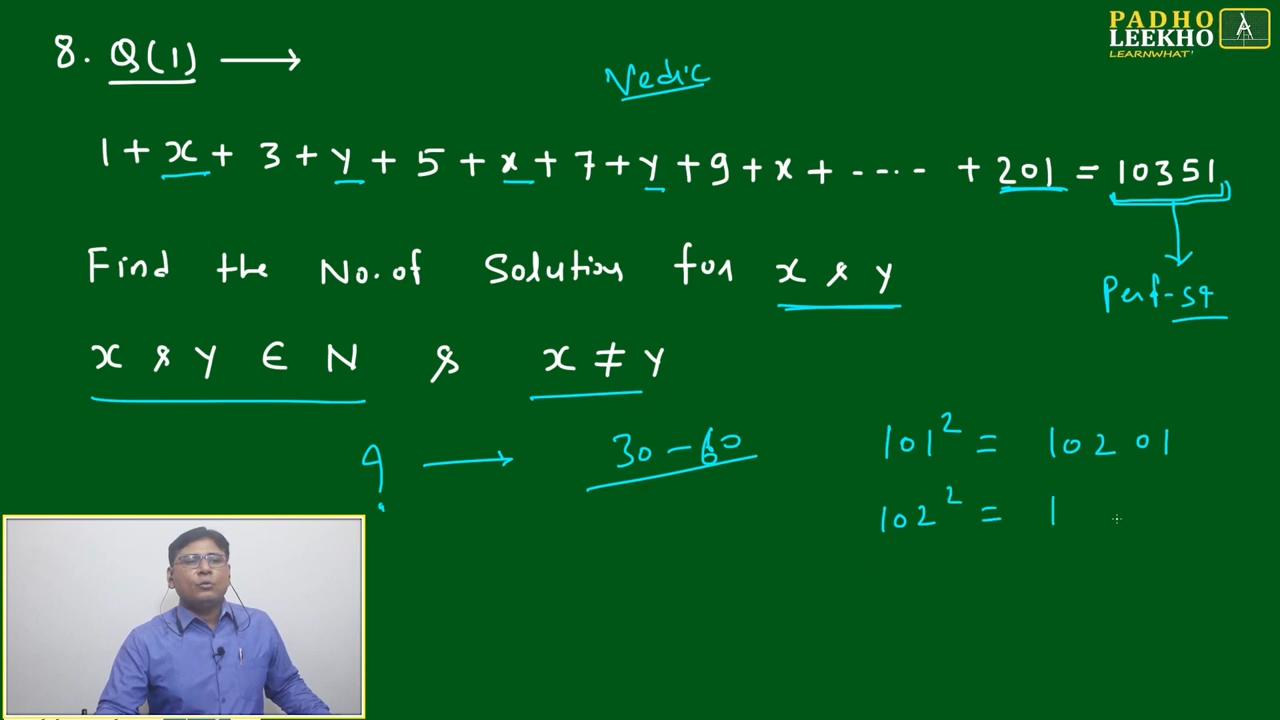 PADHO
LEEKHO
LEARNWHAT'
8. Q(1) ⟶
Vedic
1 + x + 3 + y + 5 + x + 7 + y + 9 + x + ----- + 201 = 10351
Find the No. of Solution for x & y
Perf-sq
x & y ∈ N & x ≠ y
? ⟶ 30 - 60
101² = 10201
102² = 1